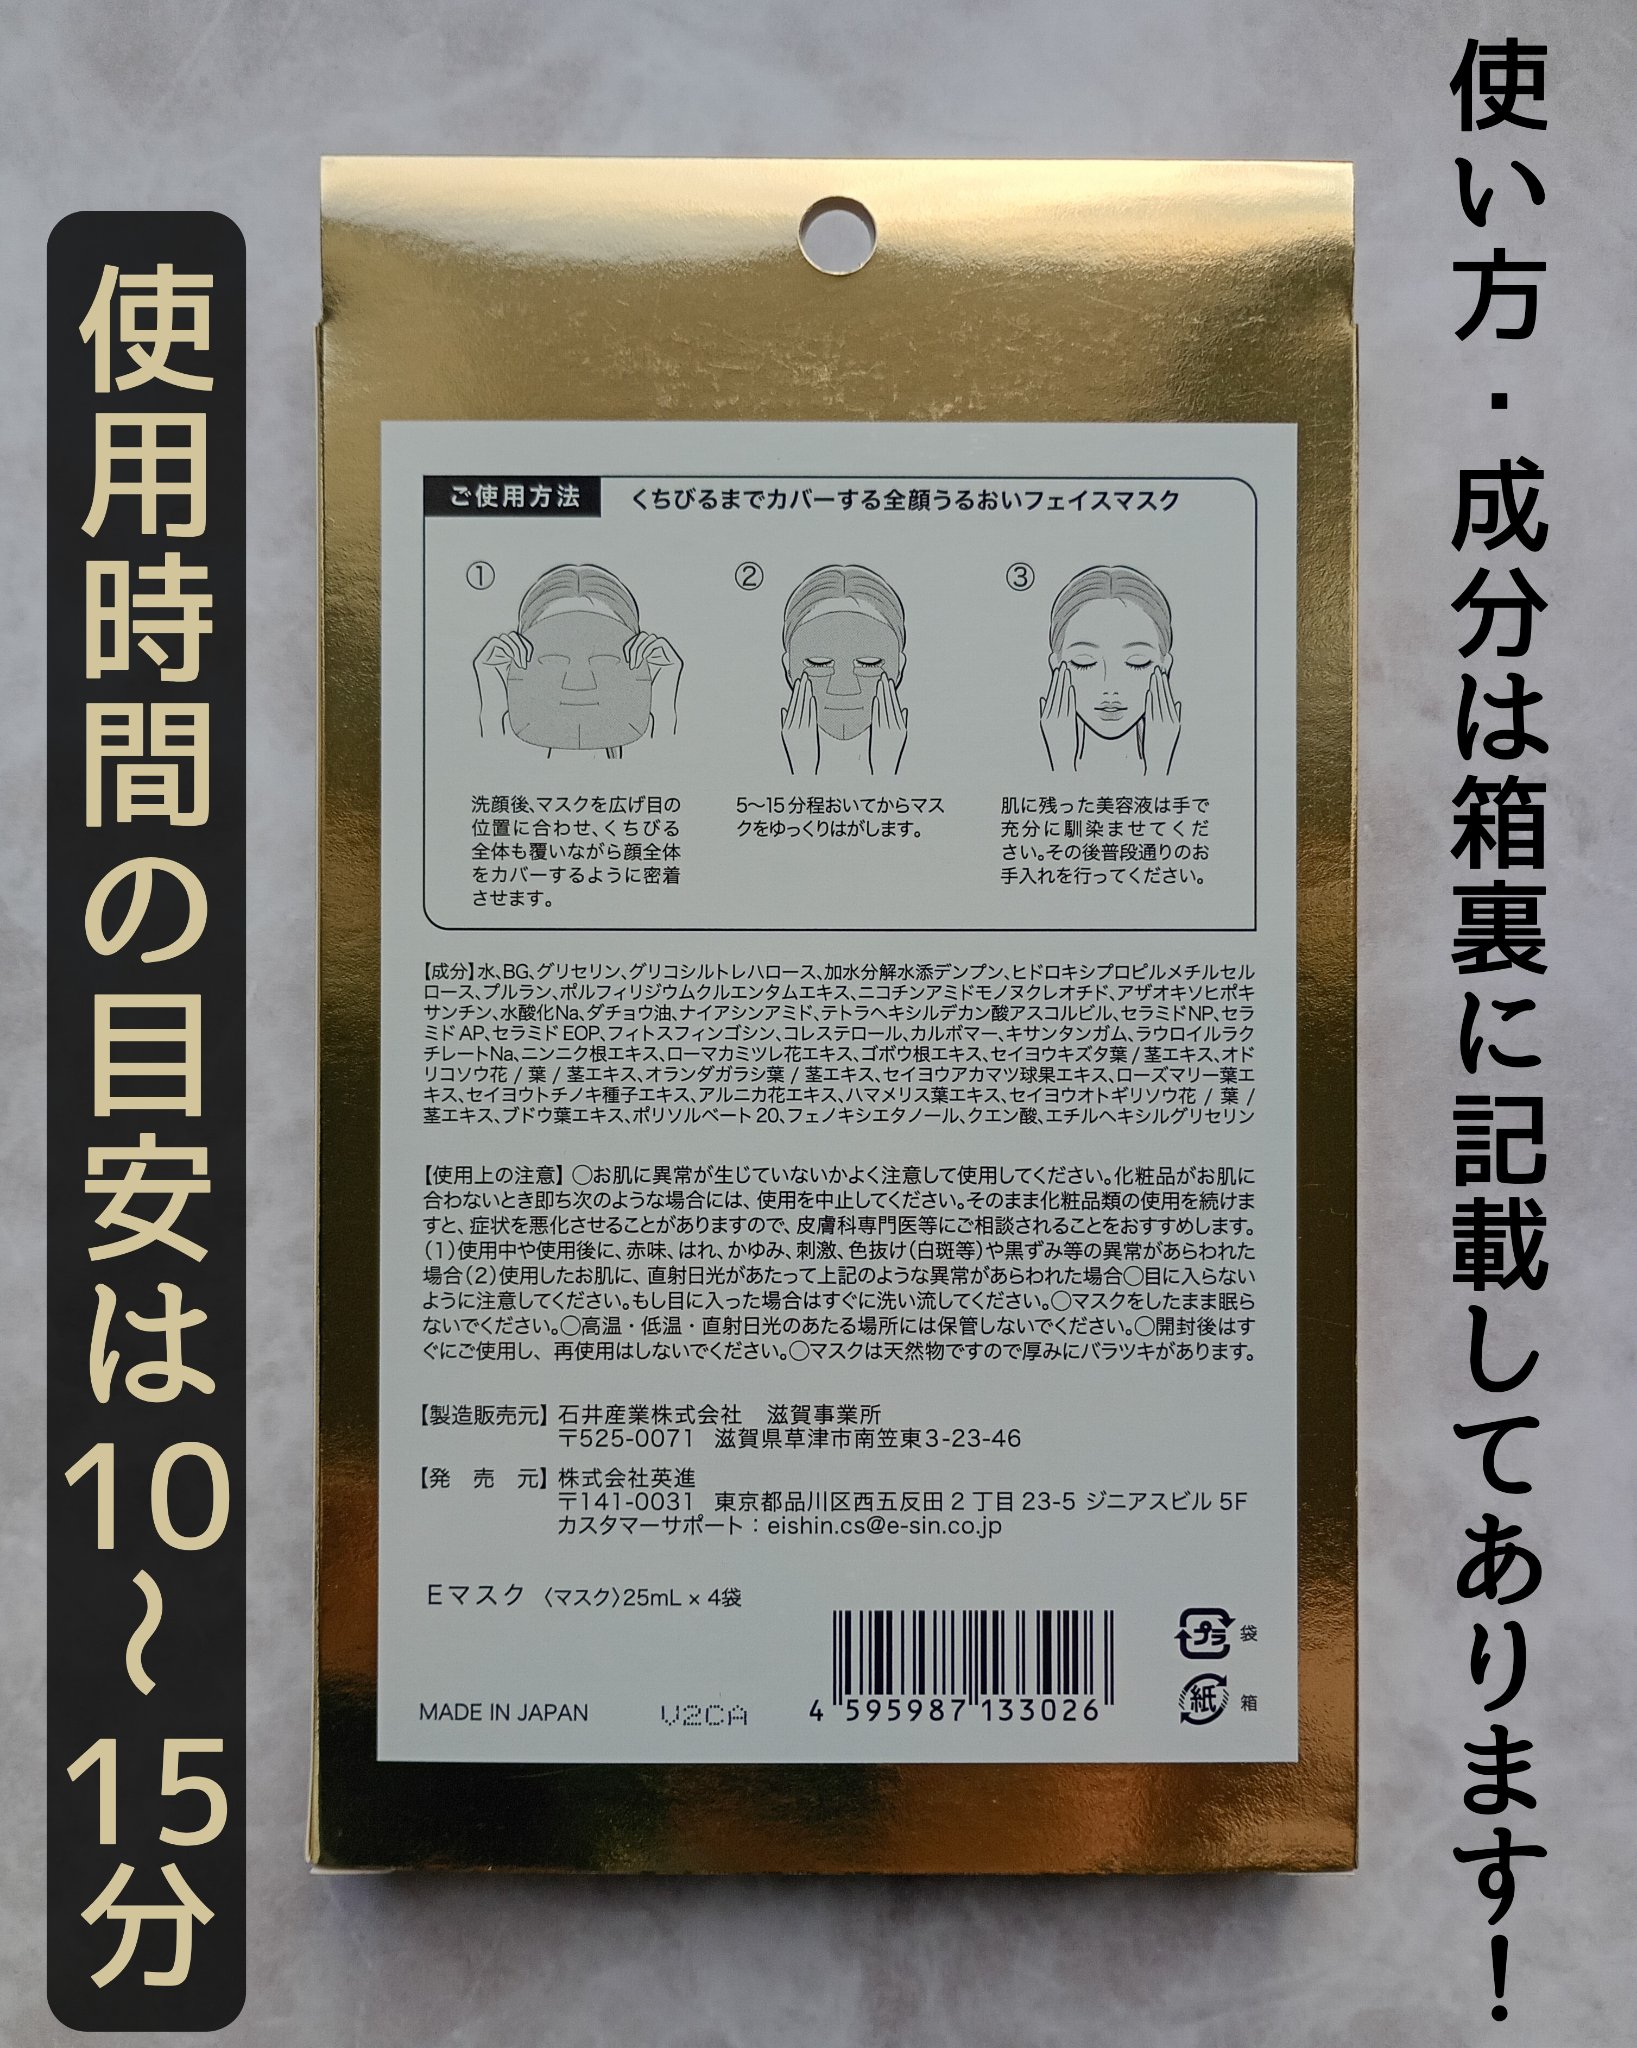 使い方・成分は箱裏に記載してあります！
使用時間の目安は10～15分
ご使用方法 くちびるまでカバーする全顔うるおいフェイスマスク
①
洗顔後、マスクを広げ目の
位置に合わせ、くちびる
全体も覆いながら顔全体
をカバーするように密着
させます。
②
5～15分程おいてからマス
クをゆっくりはがします。
③
肌に残った美容液は手で
充分に馴染ませてくだ
さい。その後普段通りのお
手入れを行ってください。
【成分】水、BG、グリセリン、グリコシルトレハロース、加水分解水添デンプン、ヒドロキシプロピルメチルセル
ロース、プルラン、ポルフィリジウムクルエンタムエキス、ニコチンアミドモノヌクレオチド、アザオキソヒポキ
サンチン、水酸化Na、ダチョウ油、ナイアシンアミド、テトラヘキシルデカン酸アスコルビル、セラミドNP、セラ
ミドAP、セラミドEOP、フィトスフィンゴシン、コレステロール、カルボマー、キサンタンガム、ラウロイルラク
チレートNa、ニンニク根エキス、ローマカミツレ花エキス、ゴボウ根エキス、セイヨウキズタ葉/茎エキス、オド
リコソウ花/葉/茎エキス、オランダガラシ葉/茎エキス、セイヨウアカマツ球果エキス、ローズマリー葉エ
キス、セイヨウトチノキ種子エキス、アルニカ花エキス、ハマメリス葉エキス、セイヨウオトギリソウ花/葉/
茎エキス、ブドウ葉エキス、ポリソルベート20、フェノキシエタノール、クエン酸、エチルヘキシルグリセリン
【使用上の注意】○お肌に異常が生じていないかよく注意して使用してください。化粧品がお肌に
合わないとき即ち次のような場合には、使用を中止してください。そのまま化粧品類の使用を続けま
すと、症状を悪化させることがありますので、皮膚科専門医等にご相談されることをおすすめします。
（1）使用中や使用後に、赤味、はれ、かゆみ、刺激、色抜け（白斑等）や黒ずみ等の異常があらわれた
場合（2）使用したお肌に、直射日光があたって上記のような異常があらわれた場合○目に入らない
ように注意してください。もし目に入った場合はすぐに洗い流してください。○マスクをしたまま眠ら
ないでください。○高温・低温・直射日光のあたる場所には保管しないでください。○開封後はす
ぐにご使用し、再使用はしないでください。○マスクは天然物ですので厚みにバラツキがあります。
【製造販売元】石井産業株式会社 滋賀事業所
〒525-0071 滋賀県草津市南笠東3-23-46
【発売元】株式会社英進
〒141-0031 東京都品川区西五反田2丁目23-5 ジニアスビル5F
カスタマーサポート：eishin.cs@e-sin.co.jp
Eマスク〈マスク〉25mL×4袋
プラ 袋
紙 箱
MADE IN JAPAN V2CA 4 595987 133026